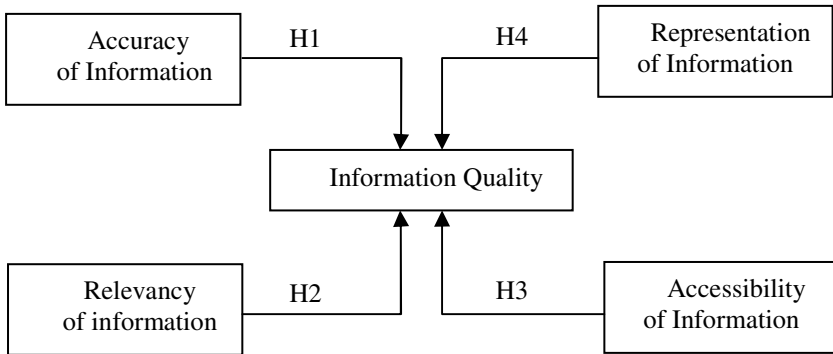 Accuracy
of Information
H1
H4
Representation
of Information
Information Quality
Relevancy
of information
H2
H3
Accessibility
of Information